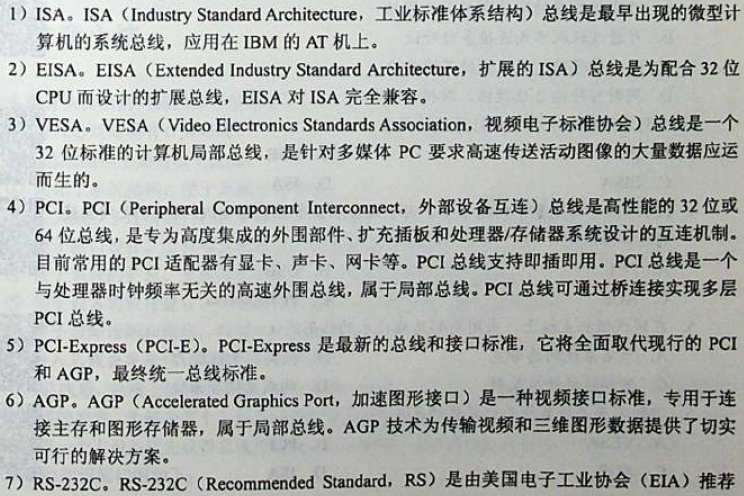 1）ISA。ISA（Industry Standard Architecture，工业标准体系结构）总线是最早出现的微型计
算机的系统总线，应用在 IBM 的 AT 机上。
2）EISA。EISA（Extended Industry Standard Architecture，扩展的 ISA）总线是为配合 32 位
CPU 而设计的扩展总线，EISA 对 ISA 完全兼容。
3）VESA。VESA（Video Electronics Standards Association，视频电子标准协会）总线是一个
32 位标准的计算机局部总线，是针对多媒体 PC 要求高速传送活动图像的大量数据应运
而生的。
4）PCI。PCI（Peripheral Component Interconnect，外部设备互连）总线是高性能的 32 位或
64 位总线，是专为高度集成的外围部件、扩充插板和处理器/存储器系统设计的互连机制。
目前常用的 PCI 适配器有显卡、声卡、网卡等。PCI 总线支持即插即用。PCI 总线是一个
与处理器时钟频率无关的高速外围总线，属于局部总线。PCI 总线可通过桥连接实现多层
PCI 总线。
5）PCI-Express（PCI-E）。PCI-Express 是最新的总线和接口标准，它将全面取代现行的 PCI
和 AGP，最终统一总线标准。
6）AGP。AGP（Accelerated Graphics Port，加速图形接口）是一种视频接口标准，专用于连
接主存和图形存储器，属于局部总线。AGP 技术为传输视频和三维图形数据提供了切实
可行的解决方案。
7）RS-232C。RS-232C（Recommended Standard，RS）是由美国电子工业协会（EIA）推荐